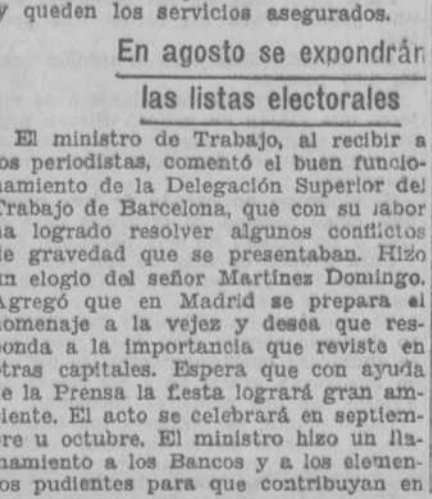 y queden los servicios asegurados.
En agosto se expondrán
las listas electorales
El ministro de Trabajo, al recibir a
los periodistas, comentó el buen funcio-
namiento de la Delegación Superior del
Trabajo de Barcelona, que con su labor
ha logrado resolver algunos conflictos
de gravedad que se presentaban. Hizo
un elogio del señor Martínez Domingo.
Agregó que en Madrid se prepara el
homenaje a la vejez y desea que res-
ponda a la importancia que reviste en
otras capitales. Espera que con ayuda
de la Prensa la fiesta logrará gran am-
biente. El acto se celebrará en septiem-
bre u octubre. El ministro hizo un lla-
namiento a los Bancos y a los elemen-
tos pudientes para que contribuyan en